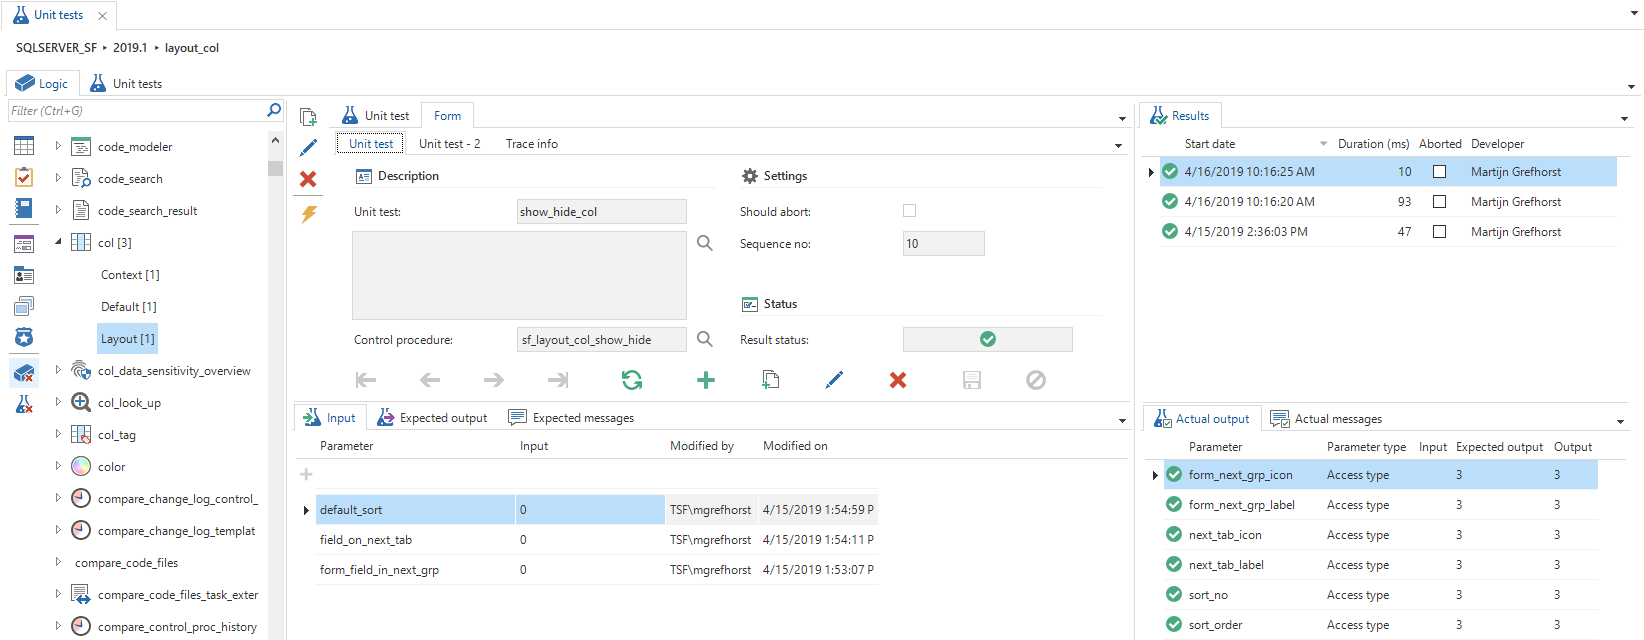 Unit tests
SQLSERVER_SF ▸ 2019.1 ▸ layout_col
Logic
Unit tests
Filter (Ctrl+G)
code_modeler
code_search
code_search_result
col [3]
Context [1]
Default [1]
Layout [1]
col_data_sensitivity_overview
col_look_up
col_tag
color
compare_change_log_control_
compare_change_log_templat
compare_code_files
compare_code_files_task_exter
compare_control_proc_history
Unit test
Form
Unit test
Unit test - 2
Trace info
Description
Unit test:
show_hide_col
Control procedure:
sf_layout_col_show_hide
Settings
Should abort:
Sequence no:
10
Status
Result status:
Input
Expected output
Expected messages
Parameter Input Modified by Modified on
default_sort 0 TSF\mgrefhorst 4/15/2019 1:54:59 P
field_on_next_tab 0 TSF\mgrefhorst 4/15/2019 1:54:11 P
form_field_in_next_grp 0 TSF\mgrefhorst 4/15/2019 1:53:07 P
Results
Start date Duration (ms) Aborted Developer
4/16/2019 10:16:25 AM 10 Martijn Grefhorst
4/16/2019 10:16:20 AM 93 Martijn Grefhorst
4/15/2019 2:36:03 PM 47 Martijn Grefhorst
Actual output
Actual messages
Parameter Parameter type Input Expected output Output
form_next_grp_icon Access type 3 3
form_next_grp_label Access type 3 3
next_tab_icon Access type 3 3
next_tab_label Access type 3 3
sort_no Access type 3 3
sort_order Access type 3 3